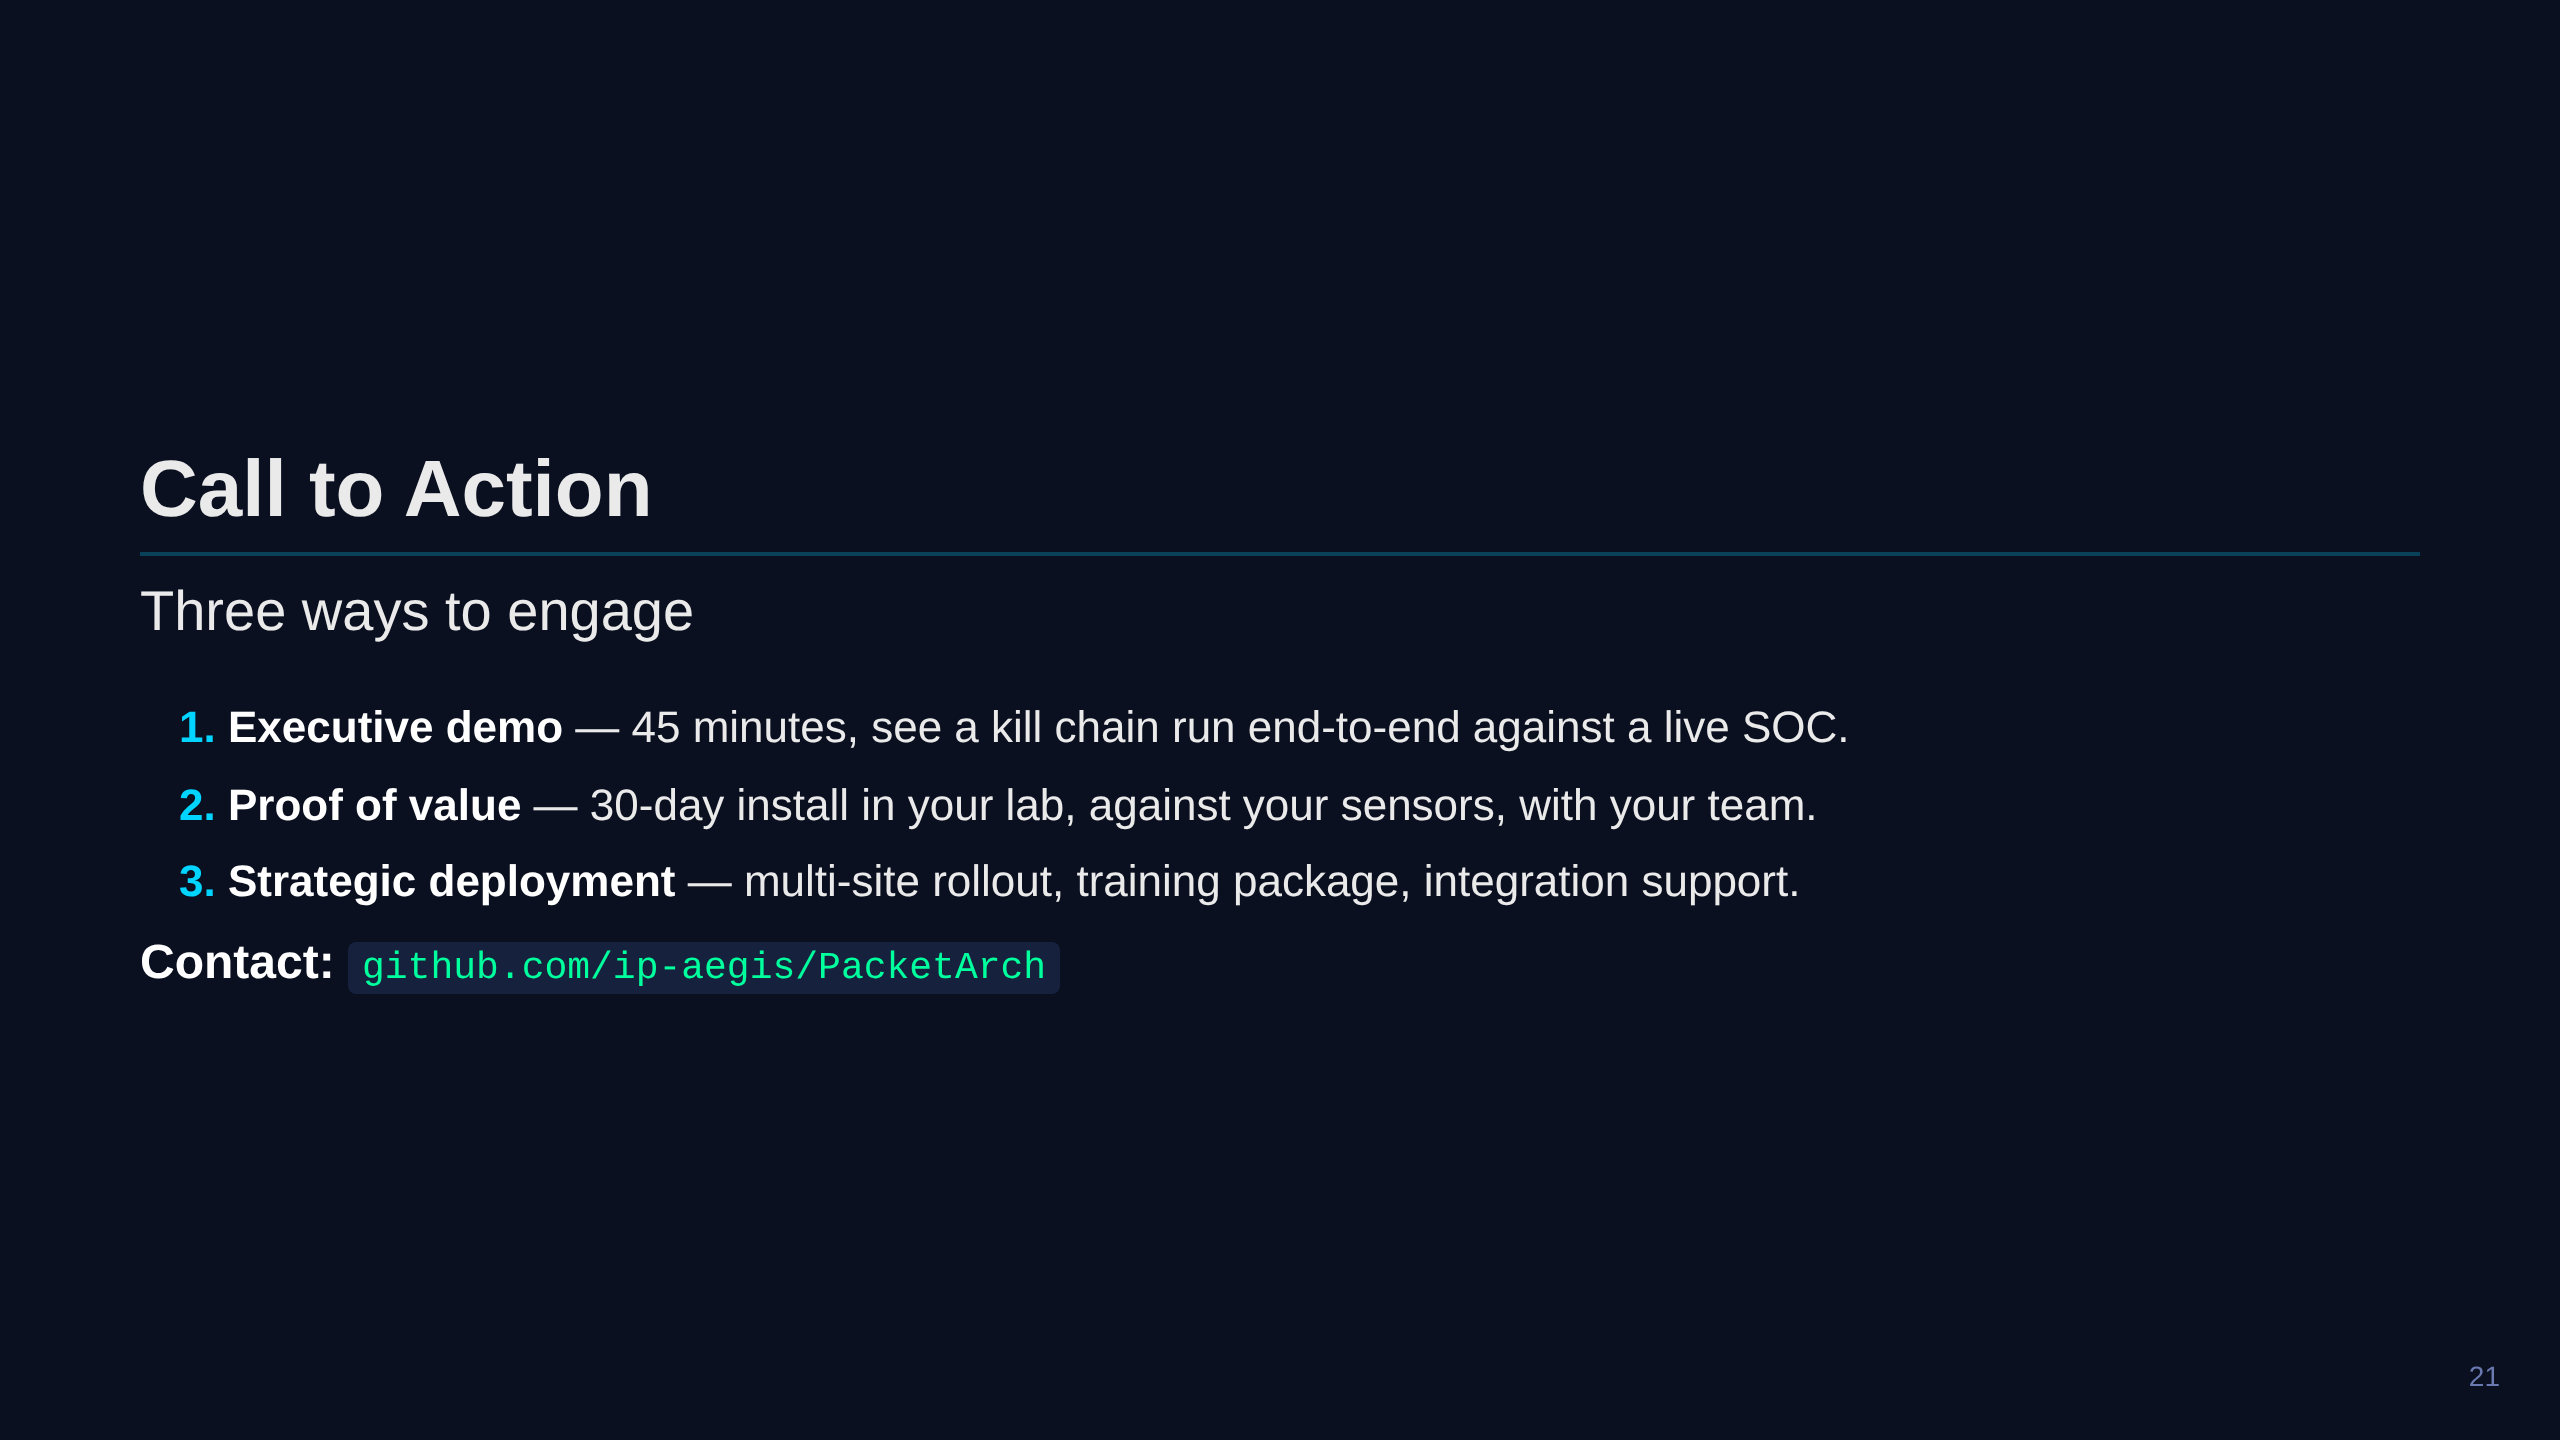 Call to Action
Three ways to engage
1. Executive demo — 45 minutes, see a kill chain run end-to-end against a live SOC.
2. Proof of value — 30-day install in your lab, against your sensors, with your team.
3. Strategic deployment — multi-site rollout, training package, integration support.
Contact: github.com/ip-aegis/PacketArch
21